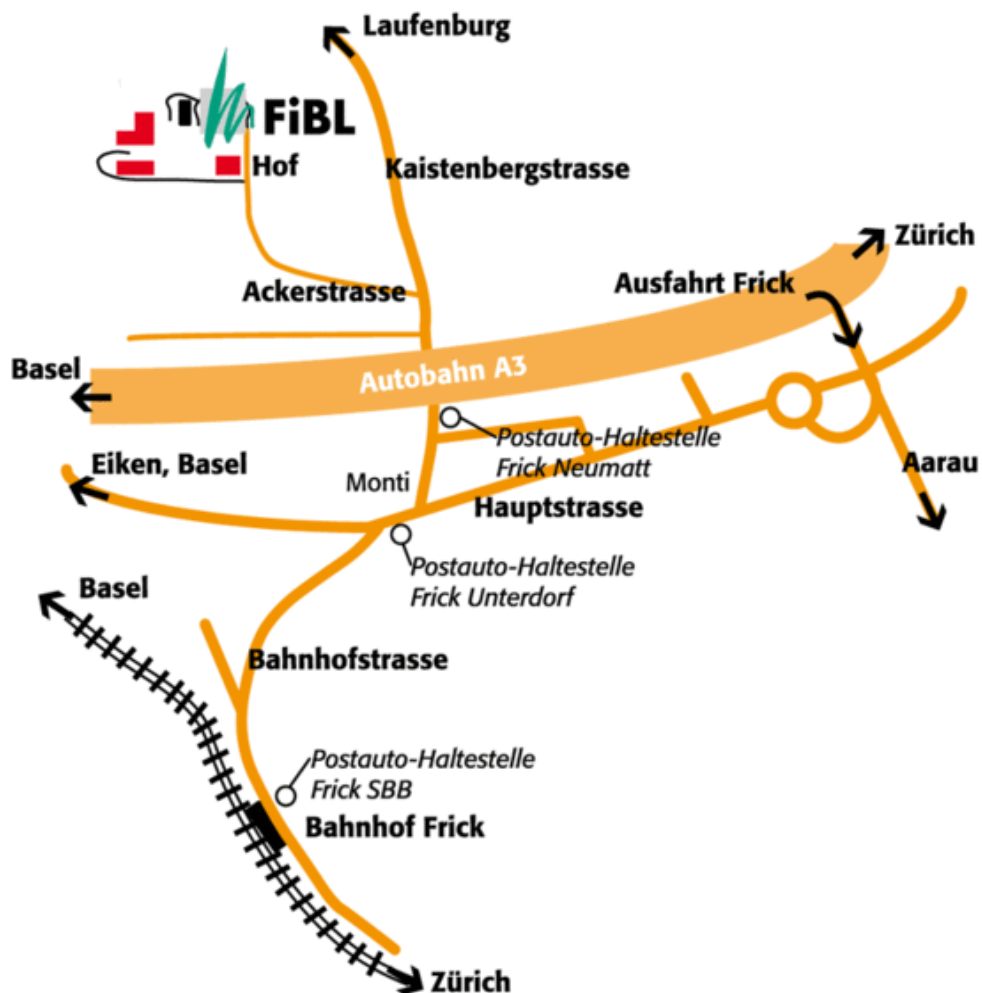 Laufenburg
FiBL
Hof
Kaistenbergstrasse
Zürich
Ausfahrt Frick
Ackerstrasse
Basel
Autobahn A3
Postauto-Haltestelle
Frick Neumatt
Eiken, Basel
Aarau
Monti
Hauptstrasse
Postauto-Haltestelle
Frick Unterdorf
Basel
Bahnhofstrasse
Postauto-Haltestelle
Frick SBB
Bahnhof Frick
Zürich